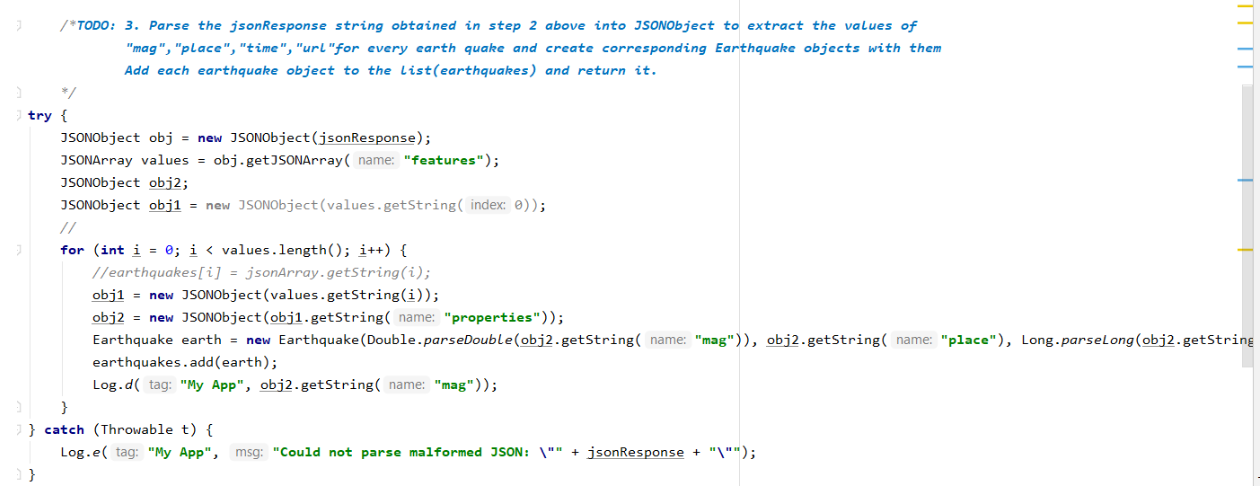 /*TODO: 3. Parse the jsonResponse string obtained in step 2 above into JSONObject to extract the values of
"mag","place","time","url"for every earth quake and create corresponding Earthquake objects with them
Add each earthquake object to the list(earthquakes) and return it.
*/
try {
JSONObject obj = new JSONObject(jsonResponse);
JSONArray values = obj.getJSONArray( name: "features");
JSONObject obj2;
JSONObject obj1 = new JSONObject(values.getString( index: 0));
//
for (int i = 0; i < values.length(); i++) {
//earthquakes[i] = jsonArray.getString(i);
obj1 = new JSONObject(values.getString(i));
obj2 = new JSONObject(obj1.getString( name: "properties"));
Earthquake earth = new Earthquake(Double.parseDouble(obj2.getString( name: "mag")), obj2.getString( name: "place"), Long.parseLong(obj2.getString
earthquakes.add(earth);
Log.d( tag: "My App", obj2.getString( name: "mag"));
}
} catch (Throwable t) {
Log.e( tag: "My App", msg: "Could not parse malformed JSON: \"" + jsonResponse + "\"");
}